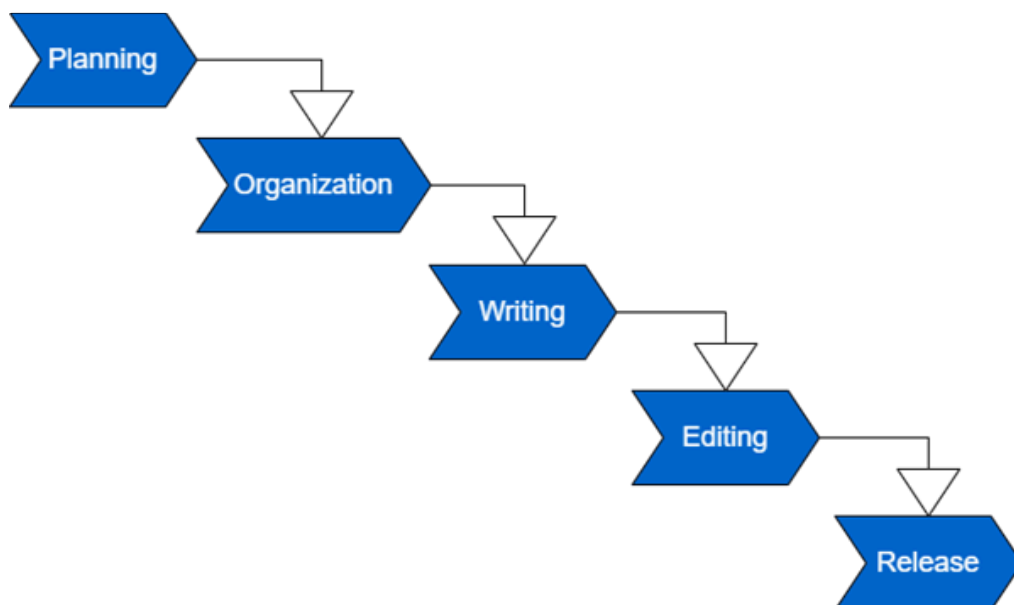 Planning
Organization
Writing
Editing
Release